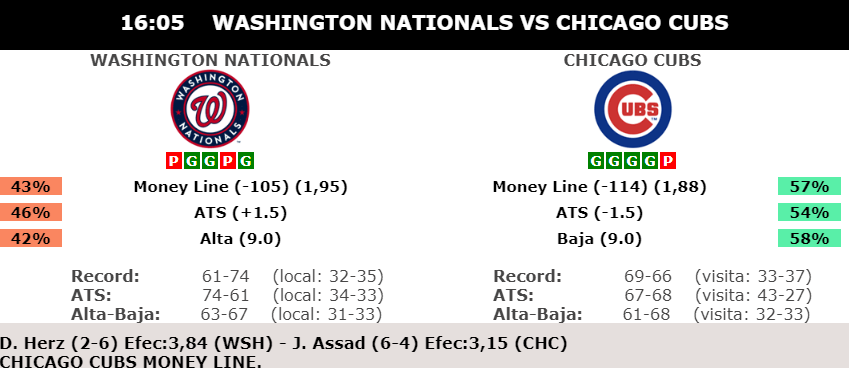 16:05 WASHINGTON NATIONALS VS CHICAGO CUBS
WASHINGTON NATIONALS CHICAGO CUBS
WASHINGTON
W
NATIONALS
CUBS
P G G P G G G G G P
43% Money Line (-105) (1,95) Money Line (-114) (1,88) 57%
46% ATS (+1.5) ATS (-1.5) 54%
42% Alta (9.0) Baja (9.0) 58%
Record: 61-74 (local: 32-35) Record: 69-66 (visita: 33-37)
ATS: 74-61 (local: 34-33) ATS: 67-68 (visita: 43-27)
Alta-Baja: 63-67 (local: 31-33) Alta-Baja: 61-68 (visita: 32-33)
D. Herz (2-6) Efec:3,84 (WSH) - J. Assad (6-4) Efec:3,15 (CHC)
CHICAGO CUBS MONEY LINE.